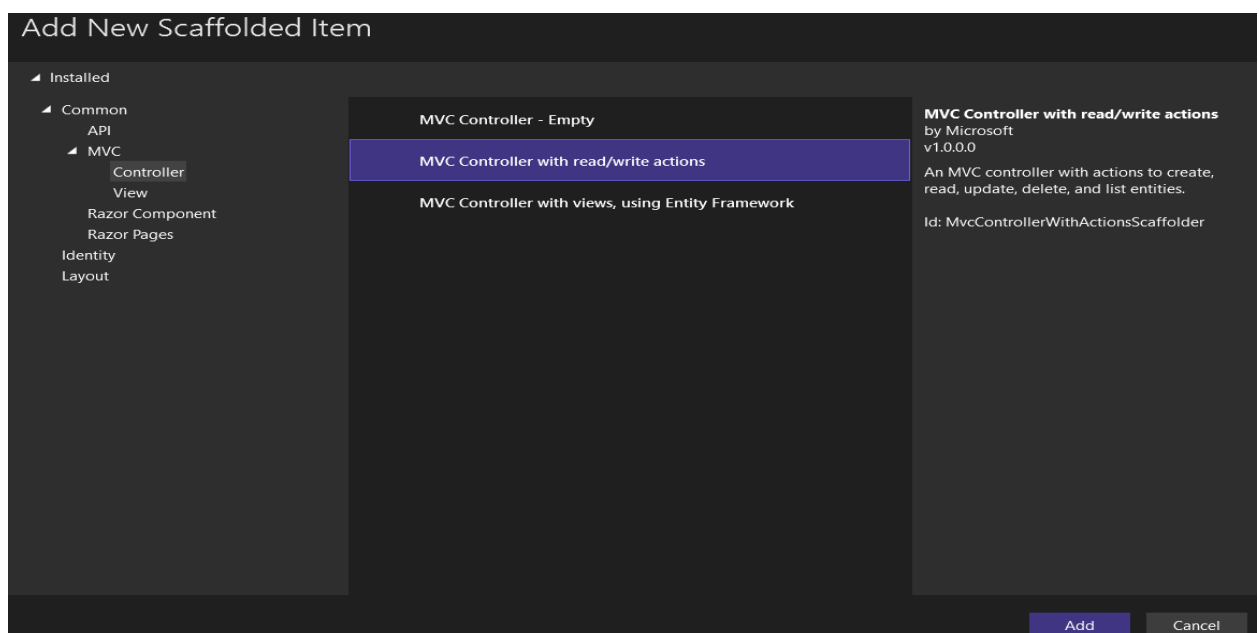 Add New Scaffolded Item
Installed
Common
API
MVC
Controller
View
Razor Component
Razor Pages
Identity
Layout
MVC Controller - Empty
MVC Controller with read/write actions
MVC Controller with views, using Entity Framework
MVC Controller with read/write actions
by Microsoft
v1.0.0.0
An MVC controller with actions to create,
read, update, delete, and list entities.
Id: MvcControllerWithActionsScaffolder
Add
Cancel